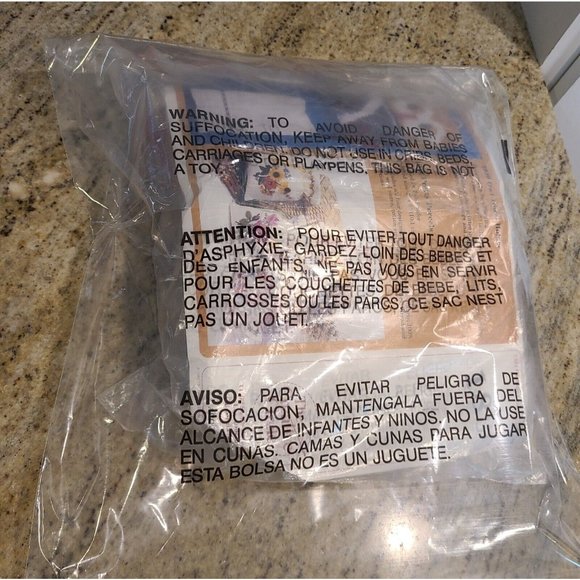 WARNING: TO AVOID DANGER OF
SUFFOCATION, KEEP AWAY FROM BABIES
AND CHILDREN. DO NOT USE IN CRIBS, BEDS,
CARRIAGES OR PLAYPENS. THIS BAG IS NOT
A TOY.
ATTENTION: POUR EVITER TOUT DANGER
D'ASPHYXIE, GARDEZ LOIN DES BEBES ET
DES ENFANTS. NE PAS VOUS EN SERVIR
POUR LES COUCHETTES DE BEBE, LITS,
CARROSSES OU LES PARCS. CE SAC NEST
PAS UN JOUET.
AVISO: PARA EVITAR PELIGRO DE
SOFOCACION, MANTENGALA FUERA DEL
ALCANCE DE INFANTES Y NINOS. NO LA USE
EN CUNAS. CAMAS Y CUNAS PARA JUGAR
ESTA BOLSA NO ES UN JUGUETE.